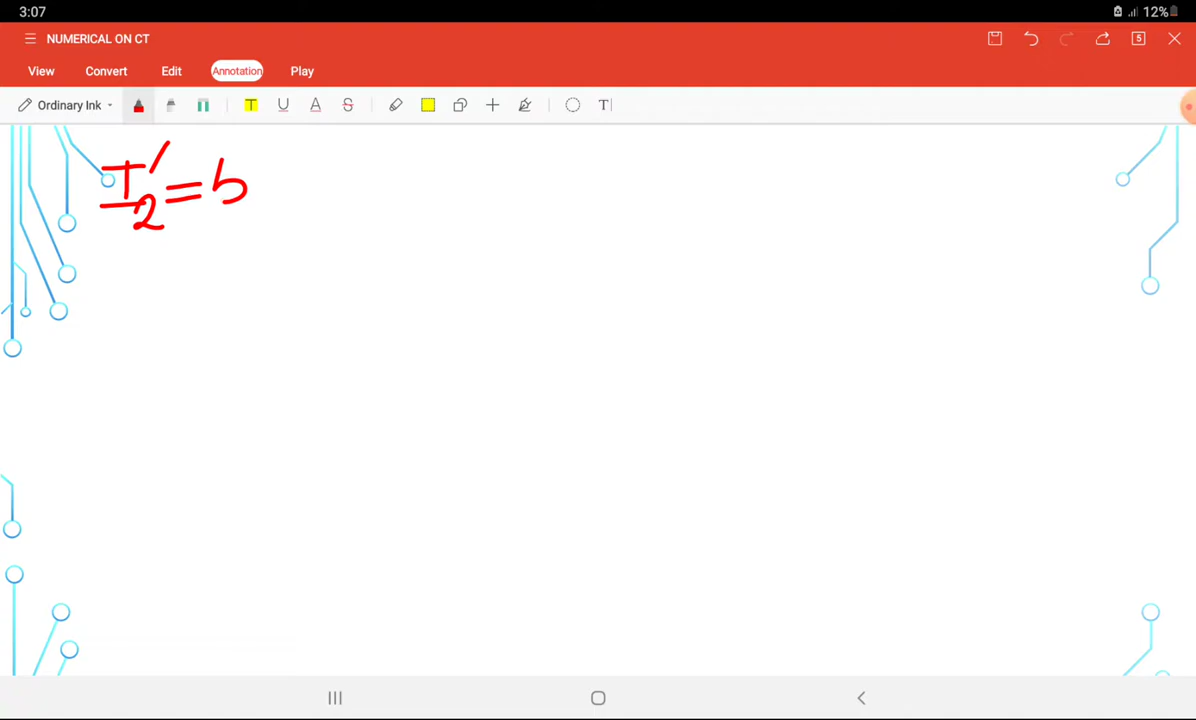 3:07 12%
NUMERICAL ON CT 5
View Convert Edit Annotation Play
Ordinary Ink T U A S T
I'2 = b